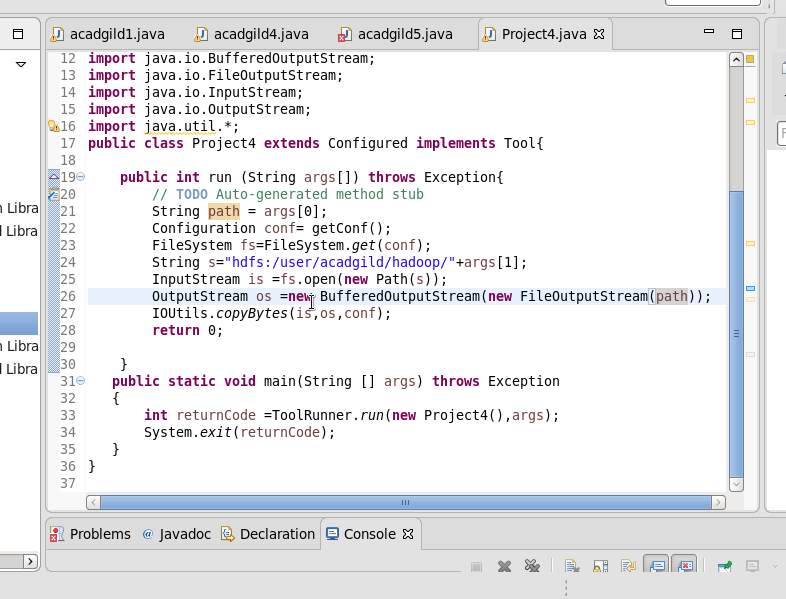 acadgild1.java acadgild4.java acadgild5.java Project4.java
12 import java.io.BufferedOutputStream;
13 import java.io.FileOutputStream;
14 import java.io.InputStream;
15 import java.io.OutputStream;
16 import java.util.*;
17 public class Project4 extends Configured implements Tool{
18
19 public int run (String args[]) throws Exception{
20 // TODO Auto-generated method stub
21 String path = args[0];
22 Configuration conf= getConf();
23 FileSystem fs=FileSystem.get(conf);
24 String s="hdfs:/user/acadgild/hadoop/"+args[1];
25 InputStream is =fs.open(new Path(s));
26 OutputStream os =new BufferedOutputStream(new FileOutputStream(path));
27 IOUtils.copyBytes(is,os,conf);
28 return 0;
29
30 }
31 public static void main(String [] args) throws Exception
32 {
33 int returnCode =ToolRunner.run(new Project4(),args);
34 System.exit(returnCode);
35 }
36 }
37
n Libra
d Libra
n Libra
d Libra
Problems @ Javadoc Declaration Console